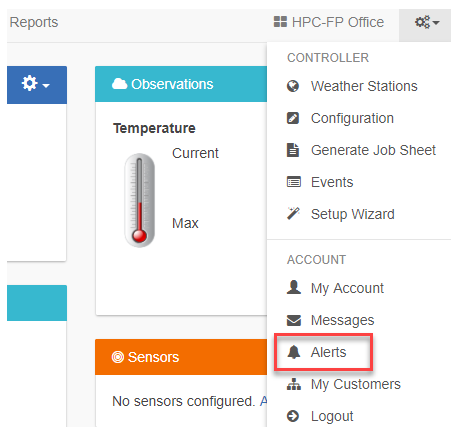 Reports
HPC-FP Office
Observations
Temperature
Current
Max
Sensors
No sensors configured. A
CONTROLLER
Weather Stations
Configuration
Generate Job Sheet
Events
Setup Wizard
ACCOUNT
My Account
Messages
Alerts
My Customers
Logout